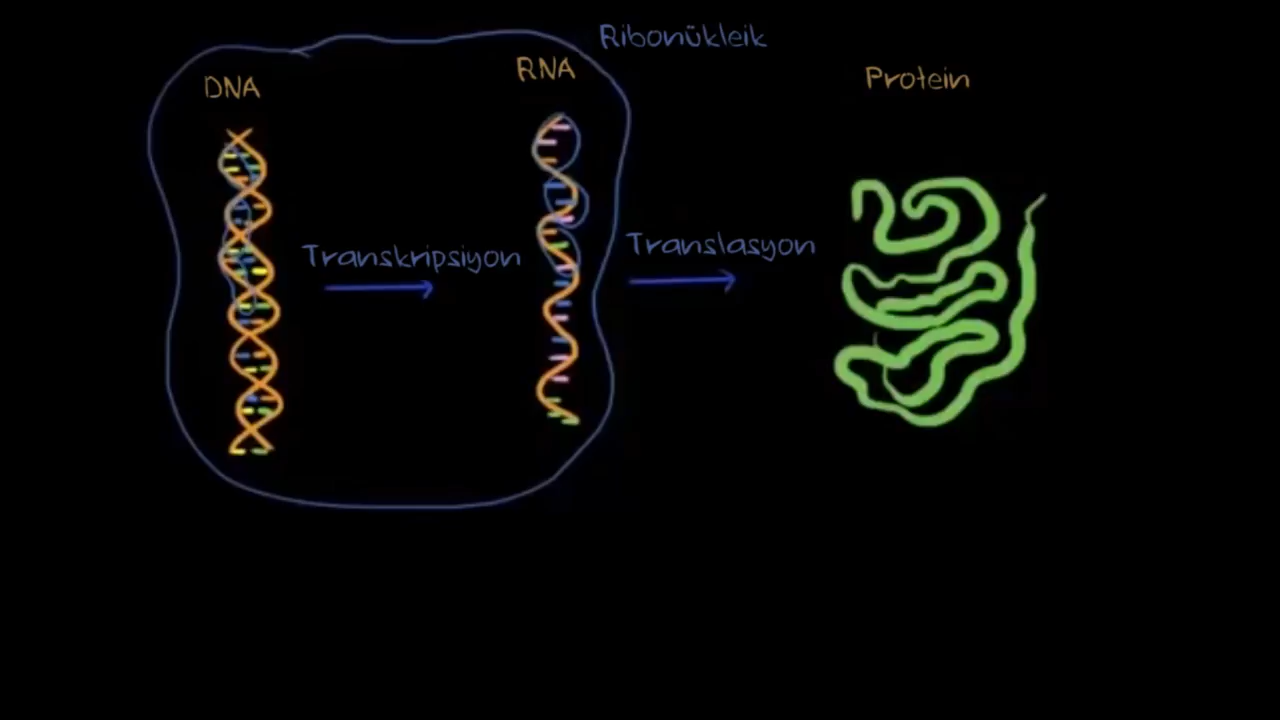 Ribonükleik
DNA
RNA
Protein
Transkripsiyon
Translasyon